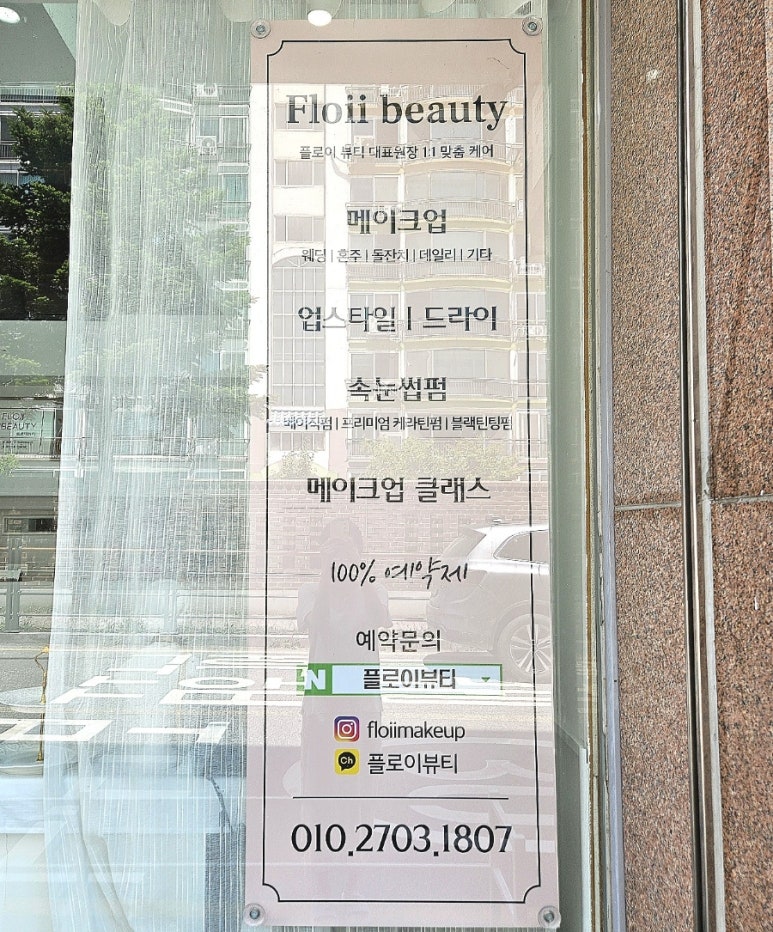 Floii beauty
플로이 뷰티 대표원장 1:1 맞춤 케어
메이크업
웨딩 | 혼주 | 돌잔치 | 데일리 | 기타
업스타일 | 드라이
속눈썹펌
베이직펌 | 프리미엄 케라틴펌 | 블랙틴팅펌
메이크업 클래스
100% 예약제
예약문의
N 플로이뷰티
floiimakeup
Ch 플로이뷰티
010.2703.1807
FLOII
BEAUTY